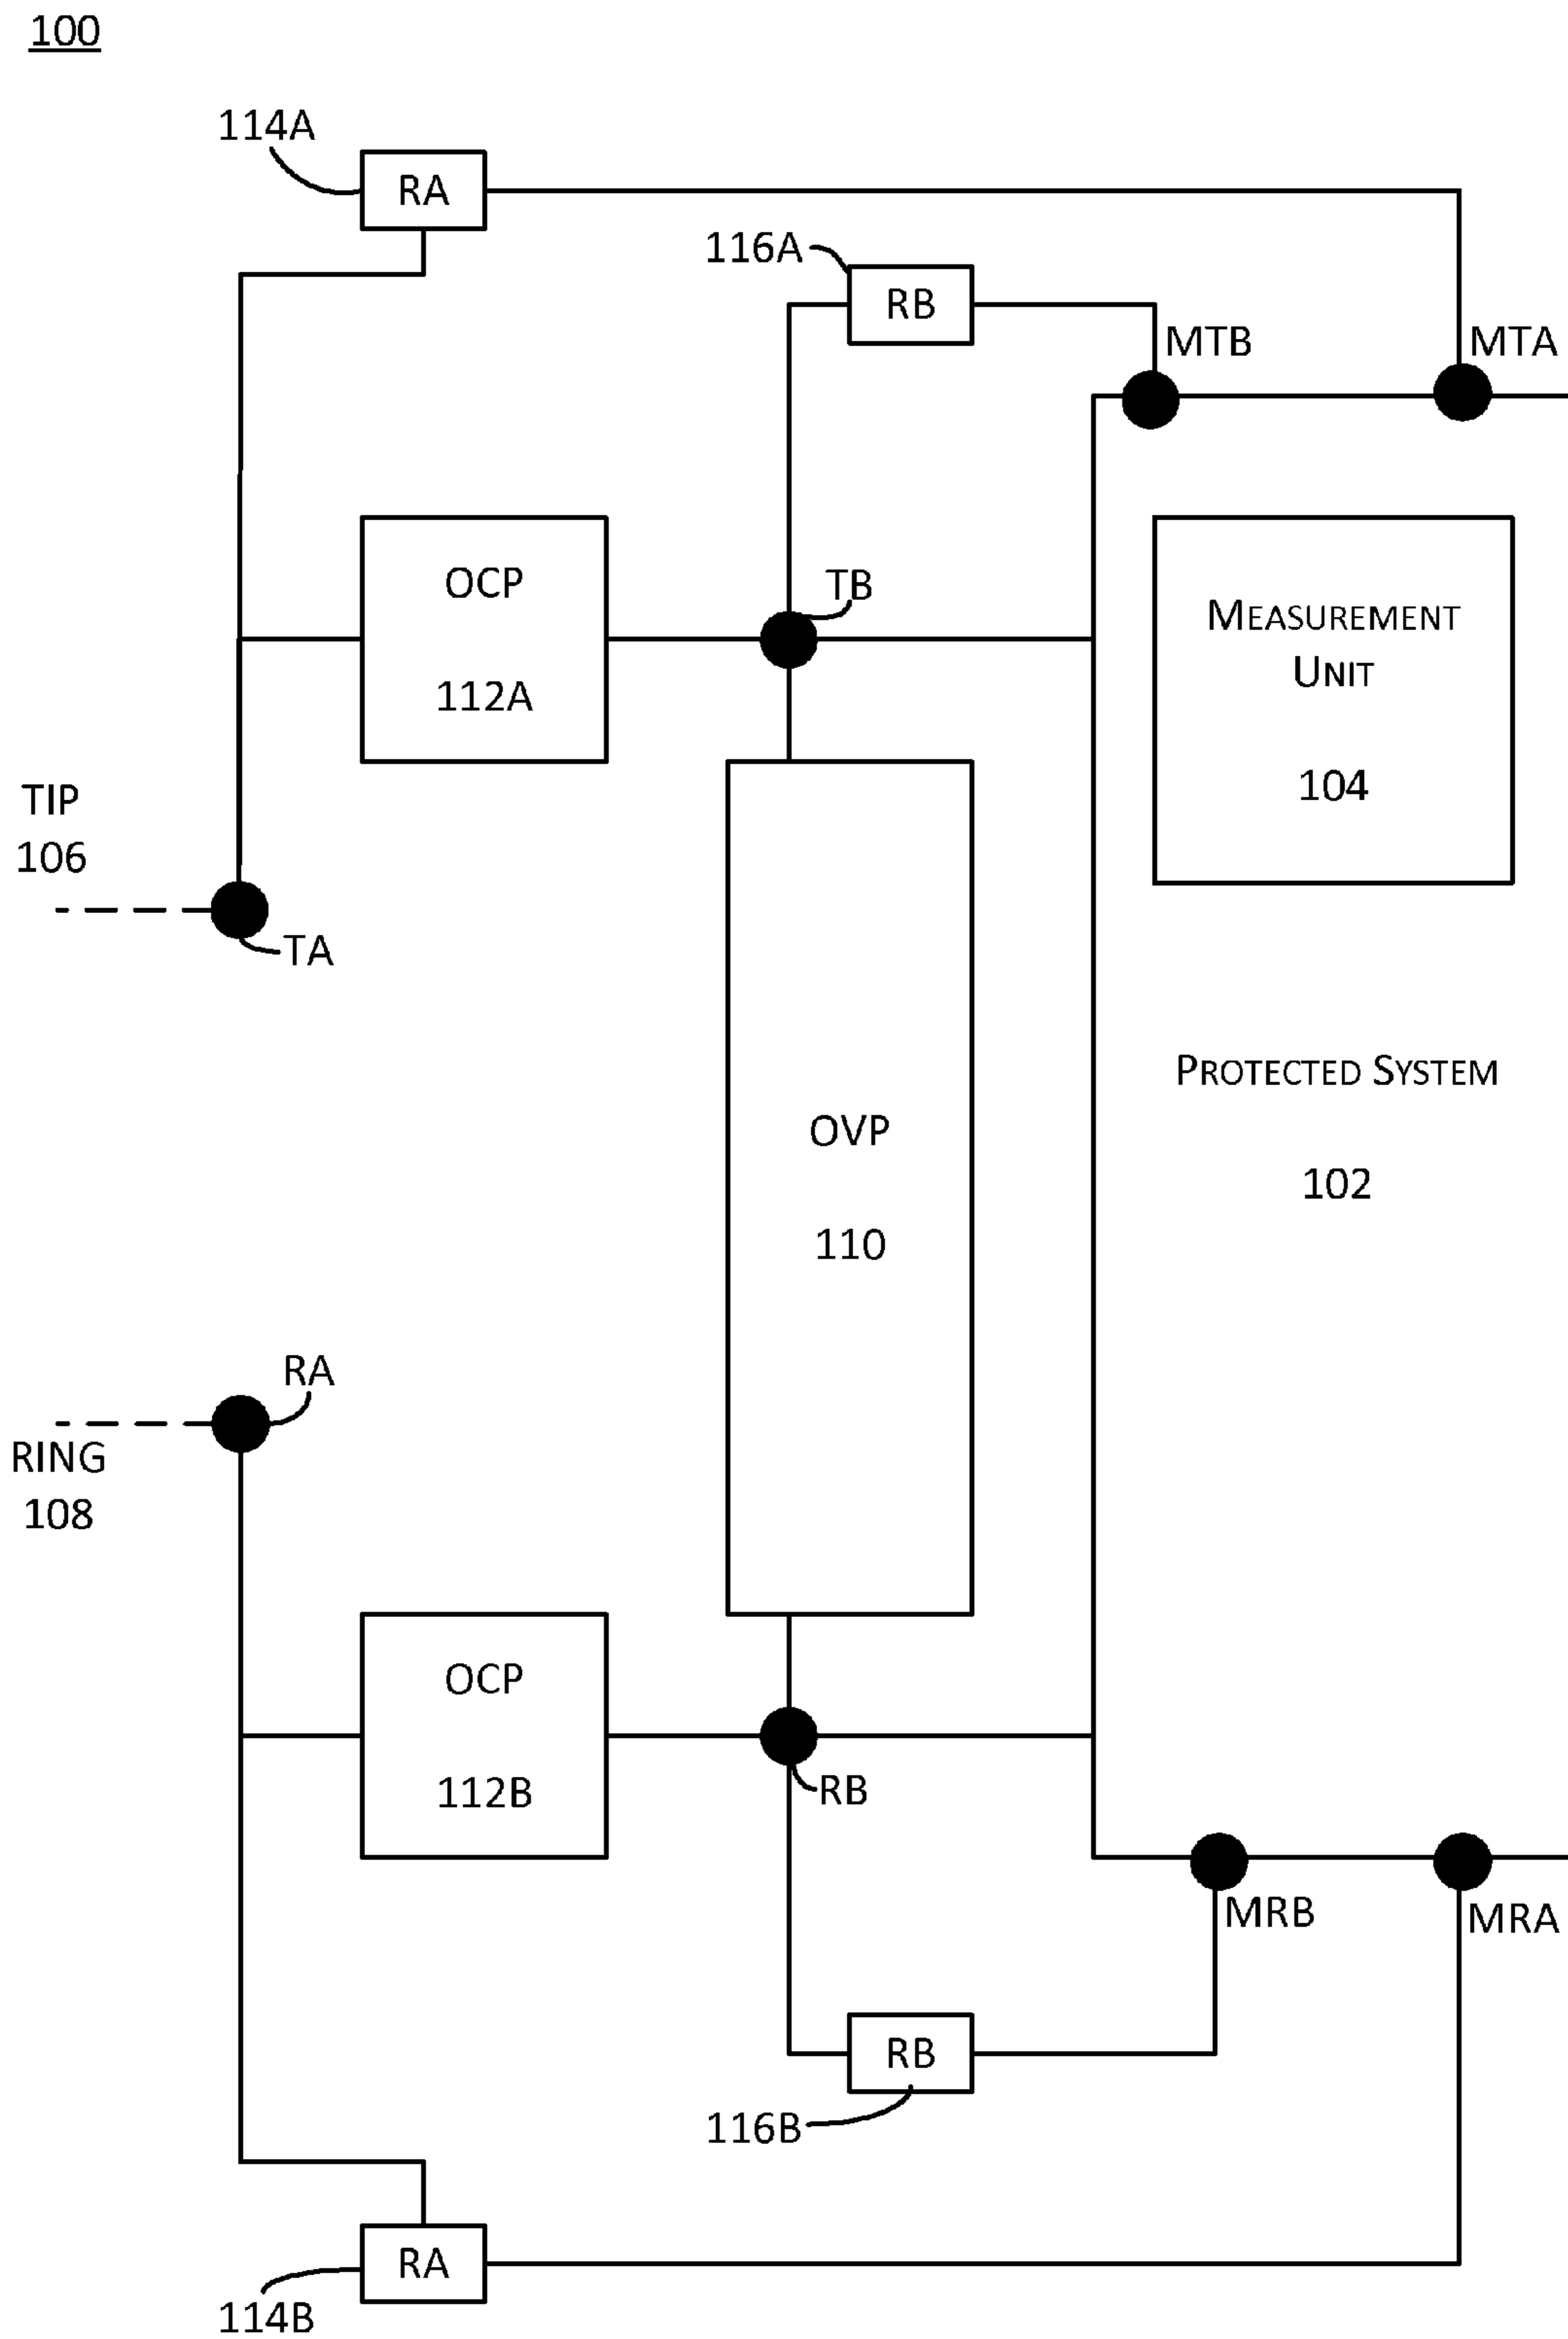 100
114A
RA
116A
RB
MTB
MTA
OCP
112A
TB
MEASUREMENT
UNIT
104
TIP
106
TA
PROTECTED SYSTEM
102
OVP
110
RA
RING
108
OCP
112B
RB
MRB
MRA
RB
116B
RA
114B